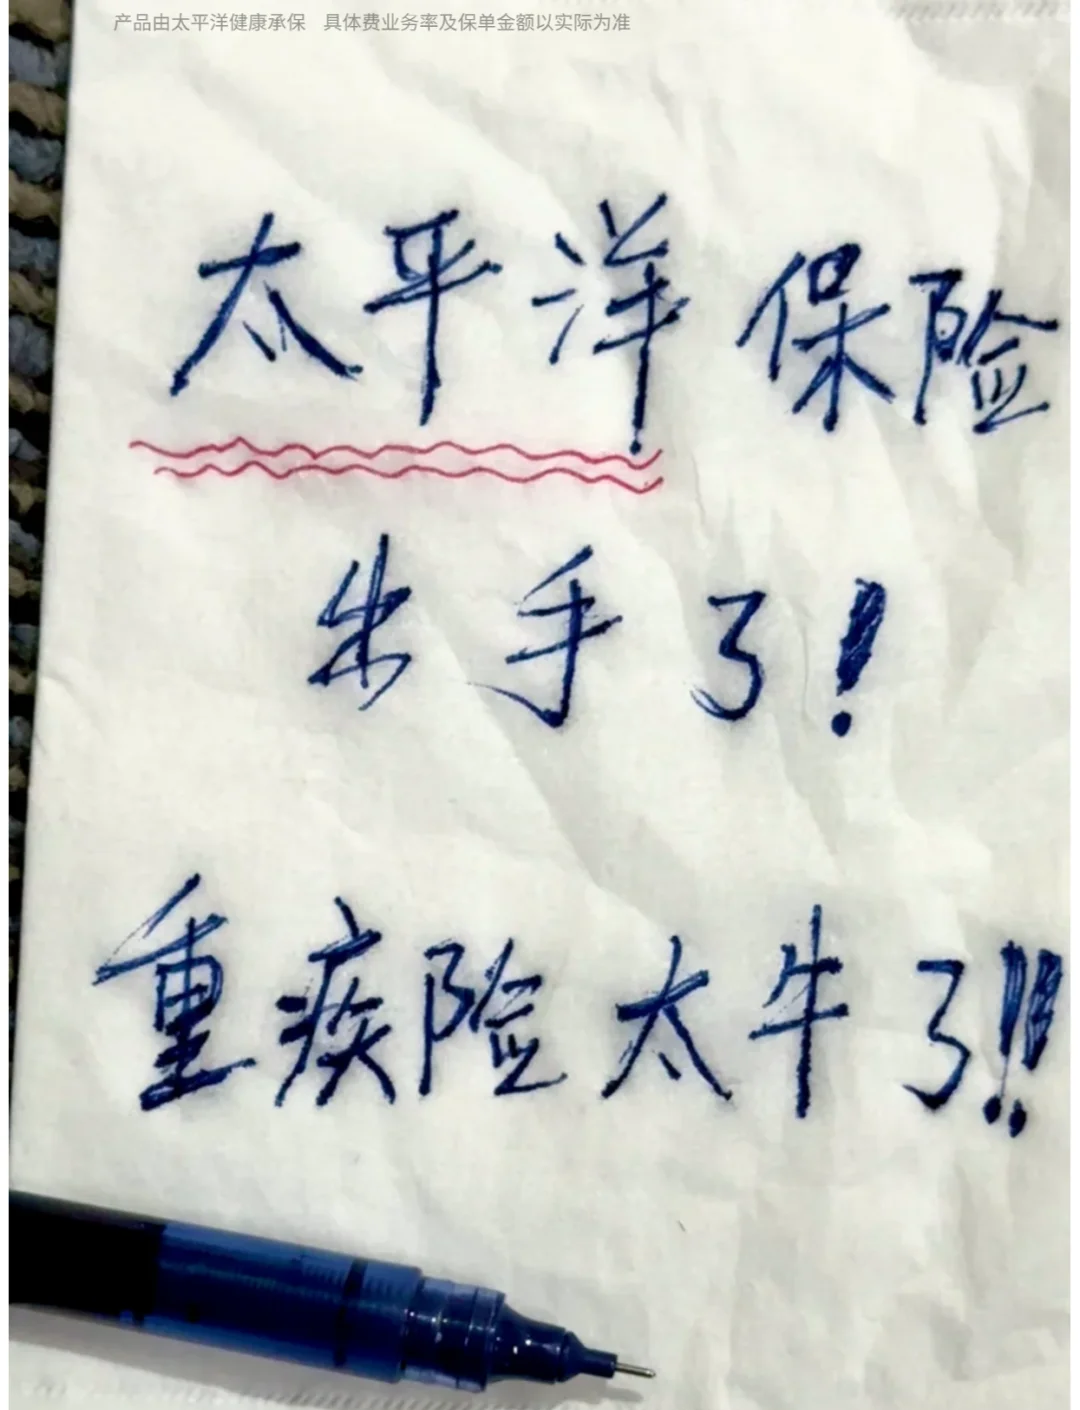 产品由太平洋健康承保 具体费业务率及保单金额以实际为准
太平洋保险
出手了!
重疾险太牛了!!